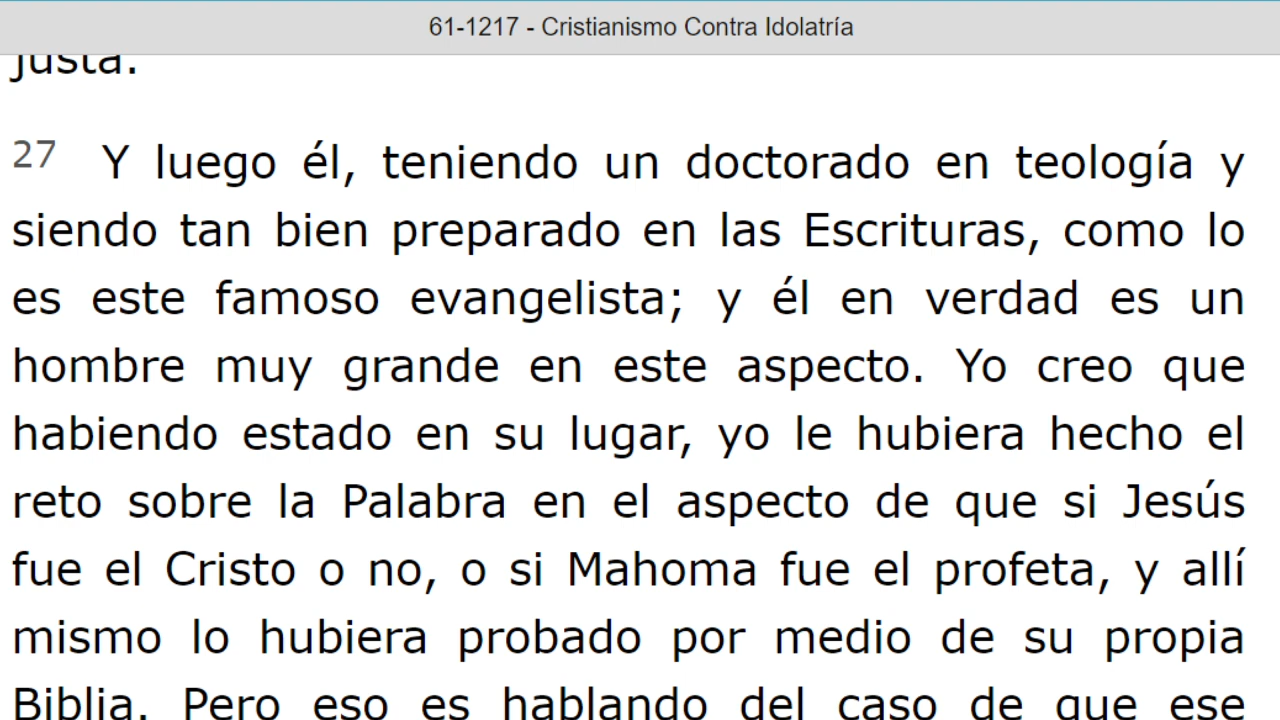 61-1217 - Cristianismo Contra Idolatría
justa.
27 Y luego él, teniendo un doctorado en teología y
siendo tan bien preparado en las Escrituras, como lo
es este famoso evangelista; y él en verdad es un
hombre muy grande en este aspecto. Yo creo que
habiendo estado en su lugar, yo le hubiera hecho el
reto sobre la Palabra en el aspecto de que si Jesús
fue el Cristo o no, o si Mahoma fue el profeta, y allí
mismo lo hubiera probado por medio de su propia
Biblia. Pero eso es hablando del caso de que ese